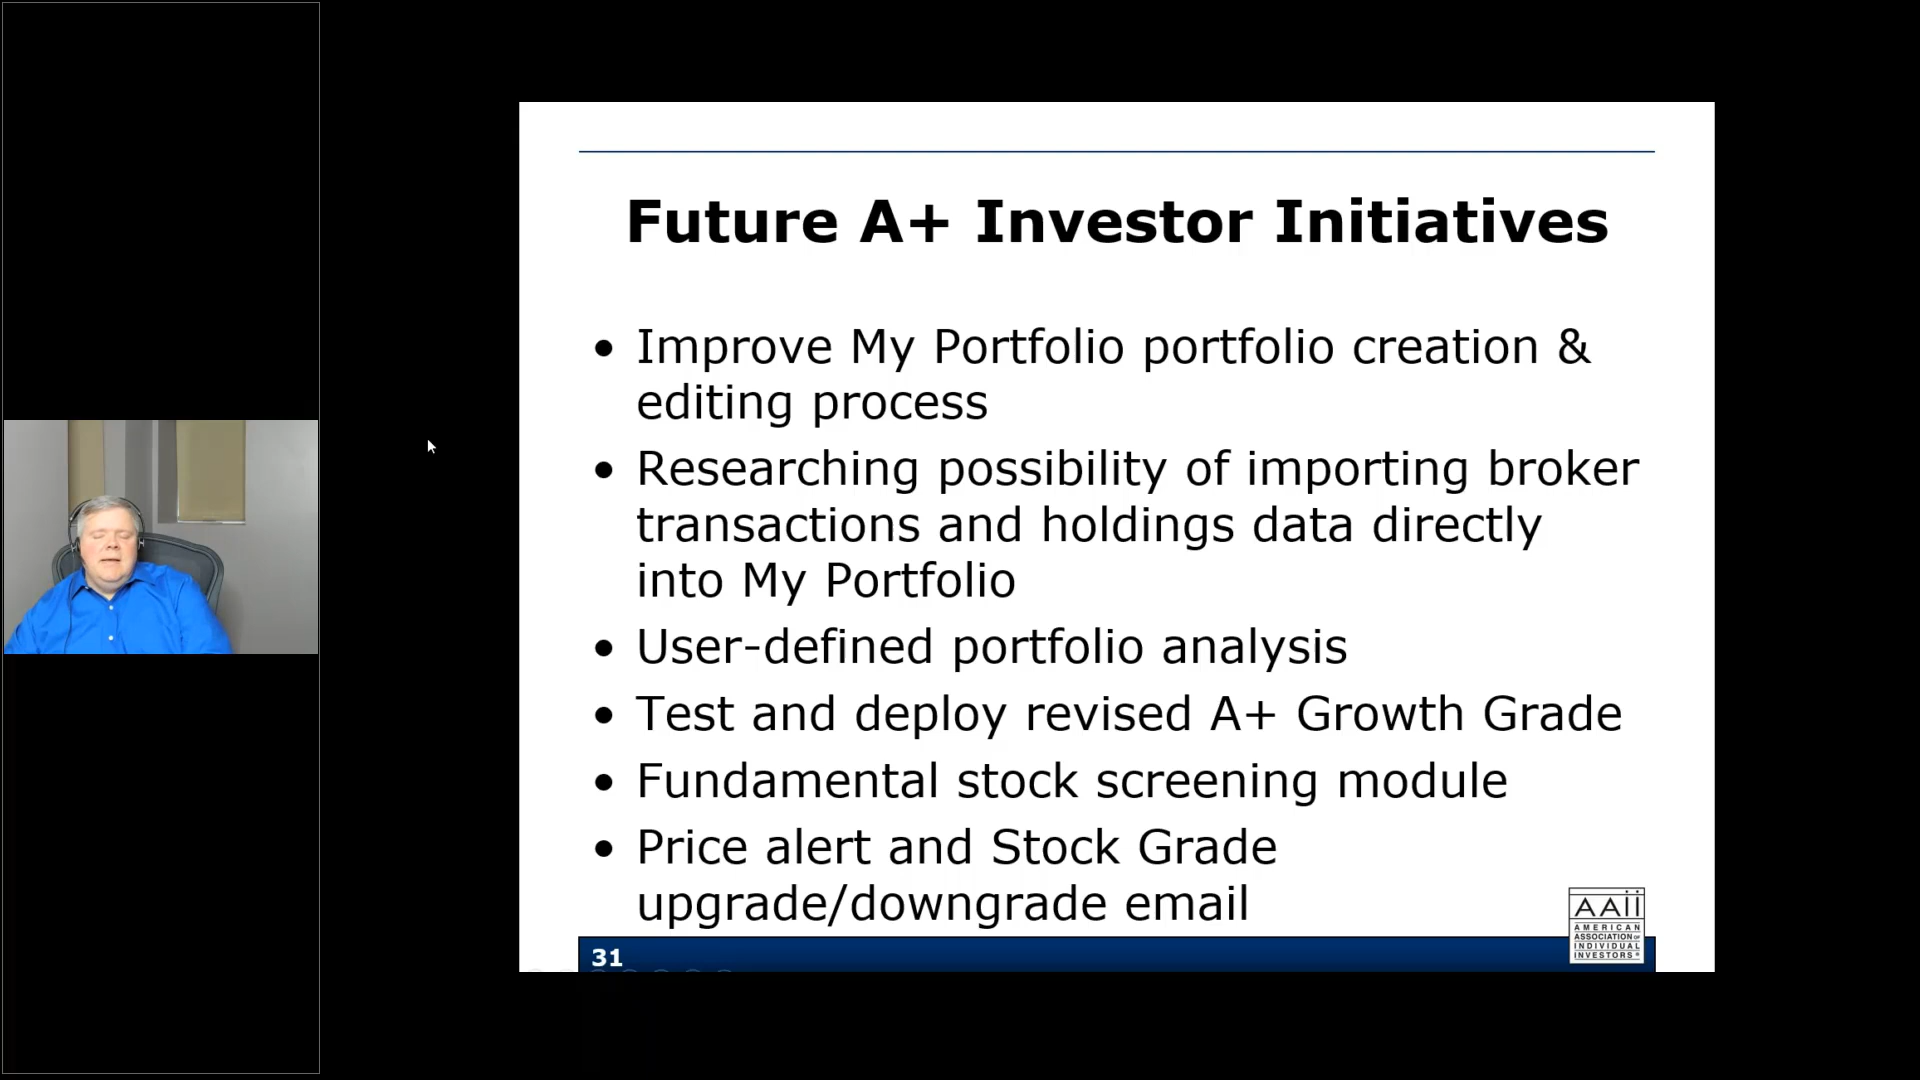 Future A+ Investor Initiatives
• Improve My Portfolio portfolio creation &
editing process
• Researching possibility of importing broker
transactions and holdings data directly
into My Portfolio
• User-defined portfolio analysis
• Test and deploy revised A+ Growth Grade
• Fundamental stock screening module
• Price alert and Stock Grade
upgrade/downgrade email
31
AAii
AMERICAN
ASSOCIATION OF
INDIVIDUAL
INVESTORS®